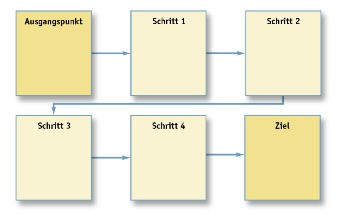 Ausgangspunkt
Schritt 1
Schritt 2
Schritt 3
Schritt 4
Ziel